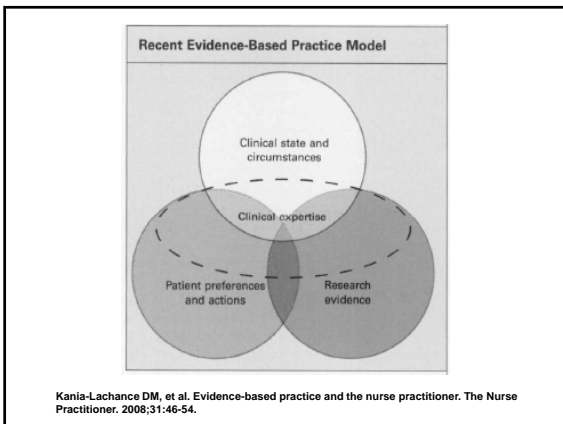 Recent Evidence-Based Practice Model
Clinical state and
circumstances
Clinical expertise
Patient preferences
and actions
Research
evidence
Kania-Lachance DM, et al. Evidence-based practice and the nurse practitioner. The Nurse
Practitioner. 2008;31:46-54.